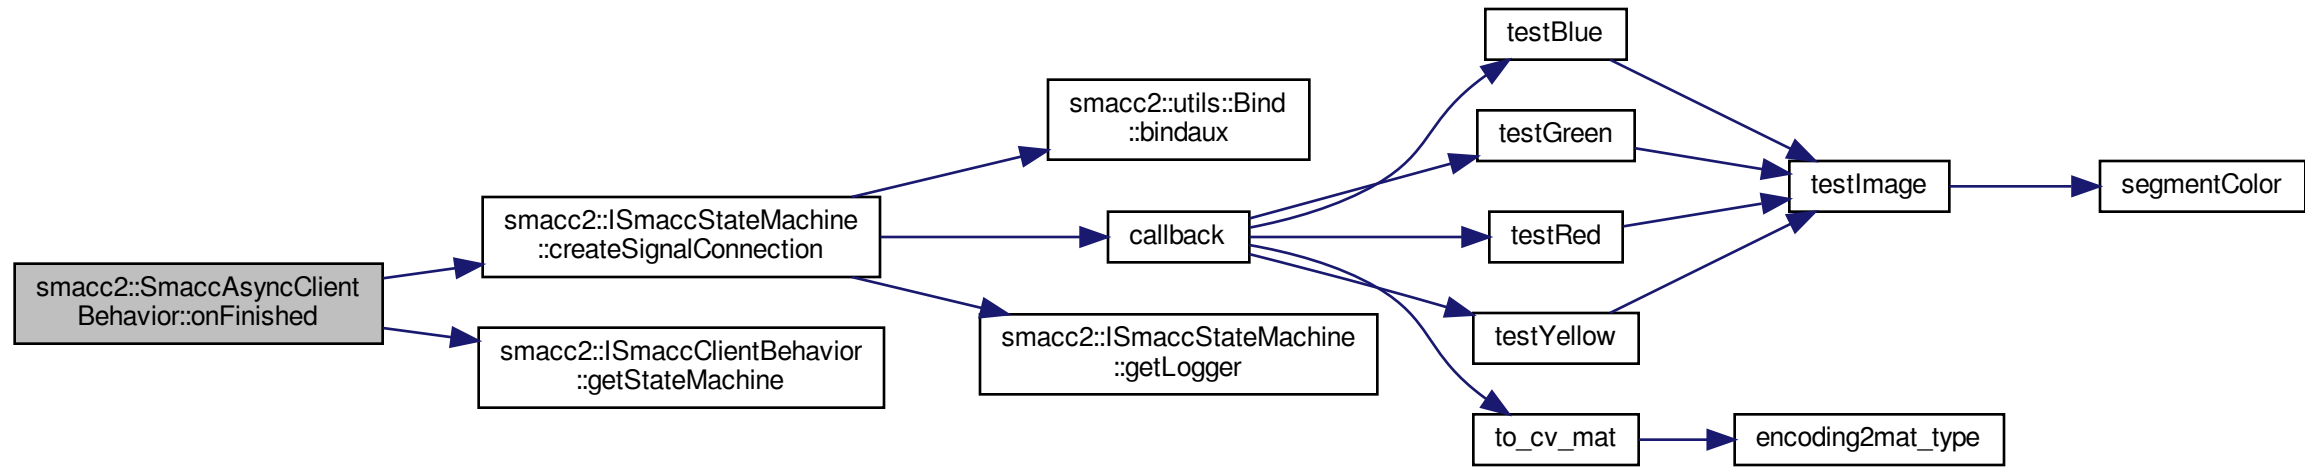 smacc2::SmaccAsyncClient
Behavior::onFinished
smacc2::ISmaccStateMachine
::createSignalConnection
smacc2::ISmaccClientBehavior
::getStateMachine
smacc2::utils::Bind
::bindaux
callback
smacc2::ISmaccStateMachine
::getLogger
testBlue
testGreen
testRed
testYellow
to_cv_mat
testImage
encoding2mat_type
segmentColor